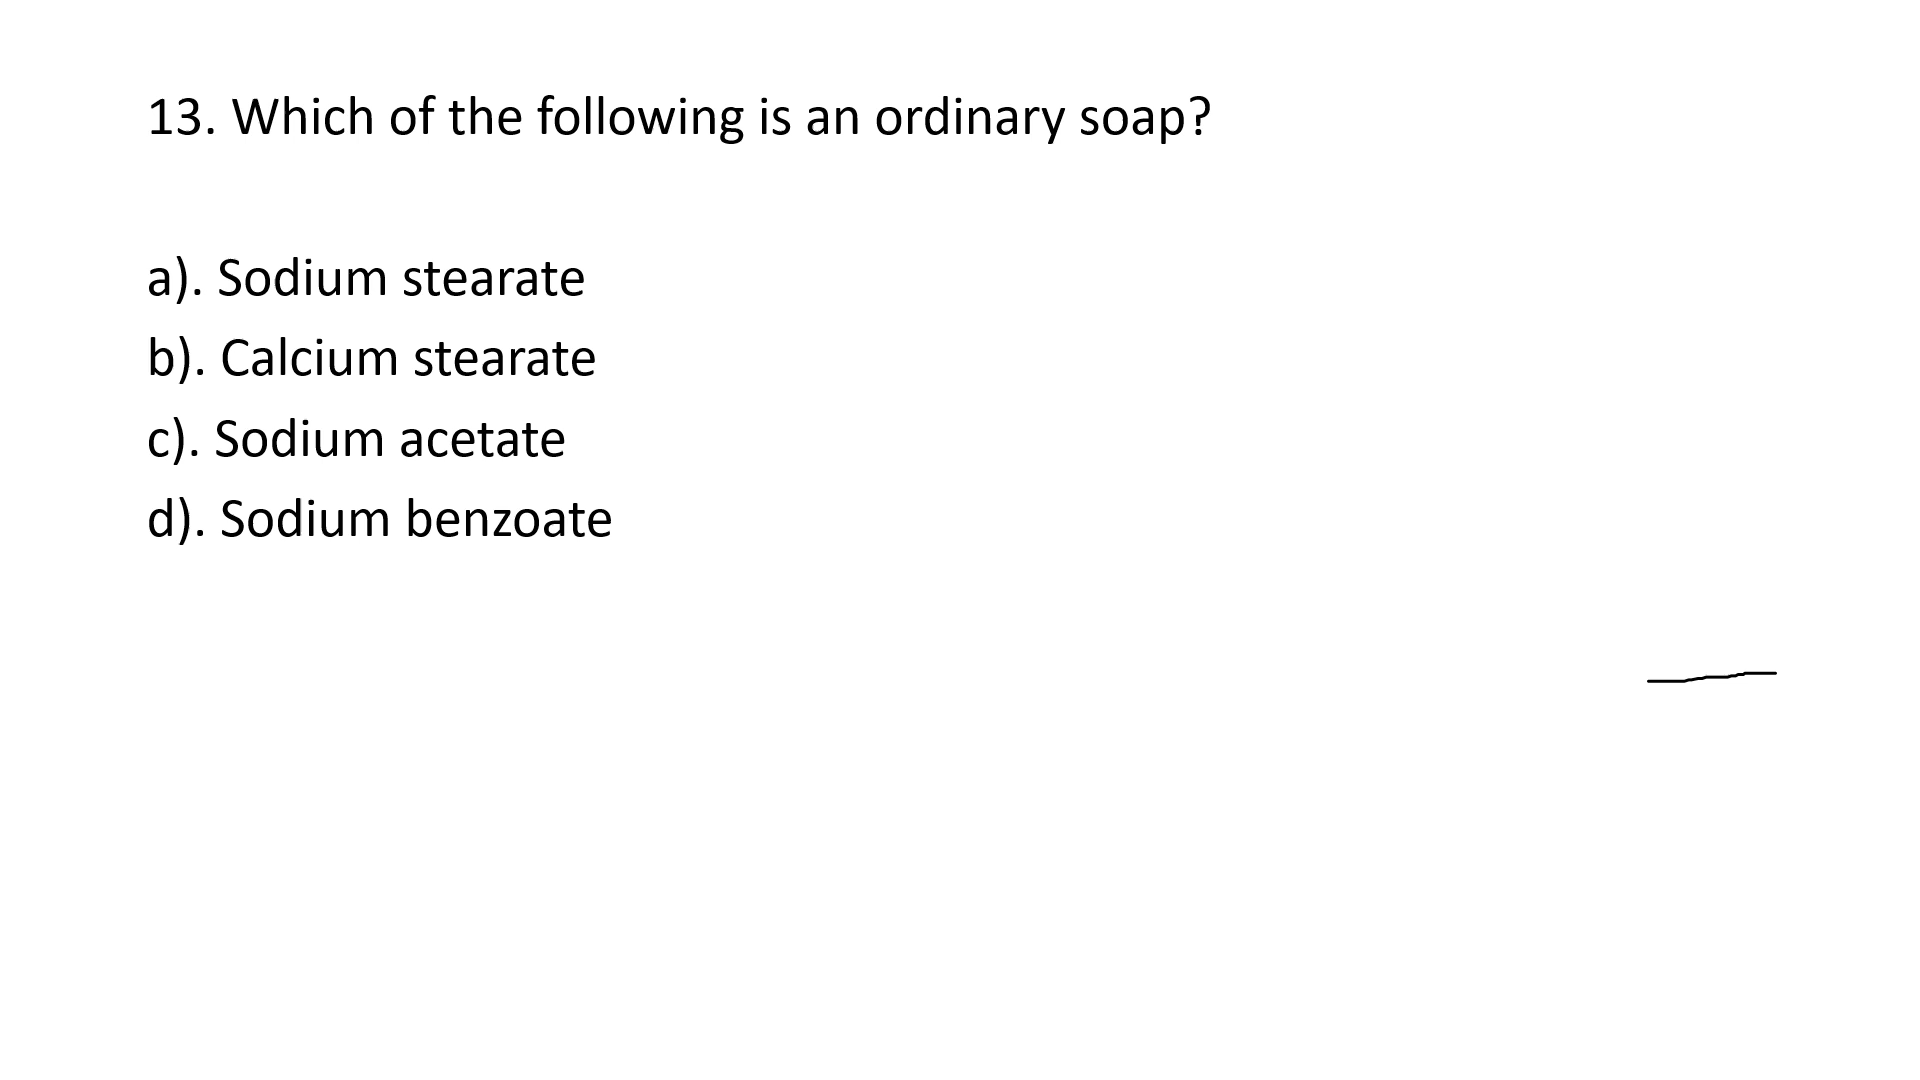 13. Which of the following is an ordinary soap?
a). Sodium stearate
b). Calcium stearate
c). Sodium acetate
d). Sodium benzoate